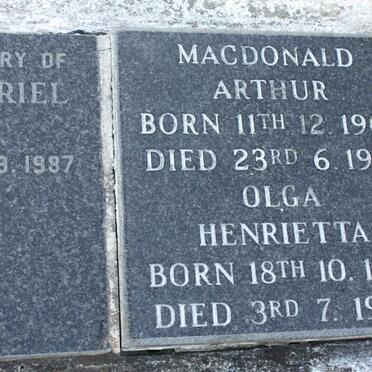 RY OF
RIEL
3. 1987
MACDONALD
ARTHUR
BORN 11TH 12. 19
DIED 23RD 6. 19
OLGA
HENRIETTA
BORN 18TH 10. 1
DIED 3RD 7. 19